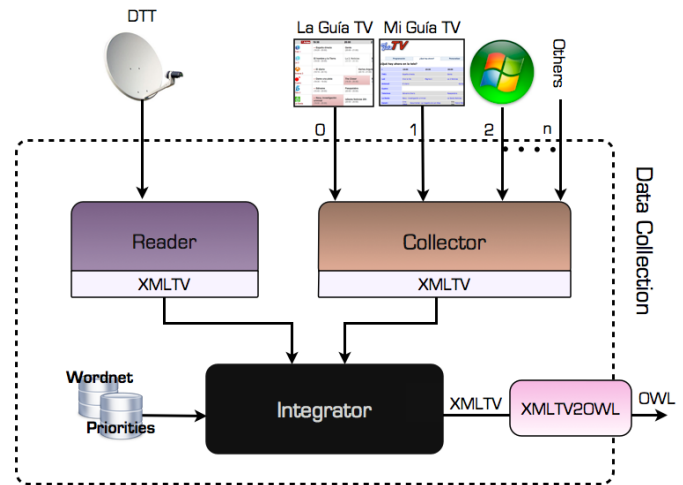 DTT
La Guía TV
Mi Guía TV
Others
0
1
2
n
Data Collection
Reader
XMLTV
Collector
XMLTV
Wordnet
Priorities
Integrator
XMLTV
XMLTV2OWL
OWL